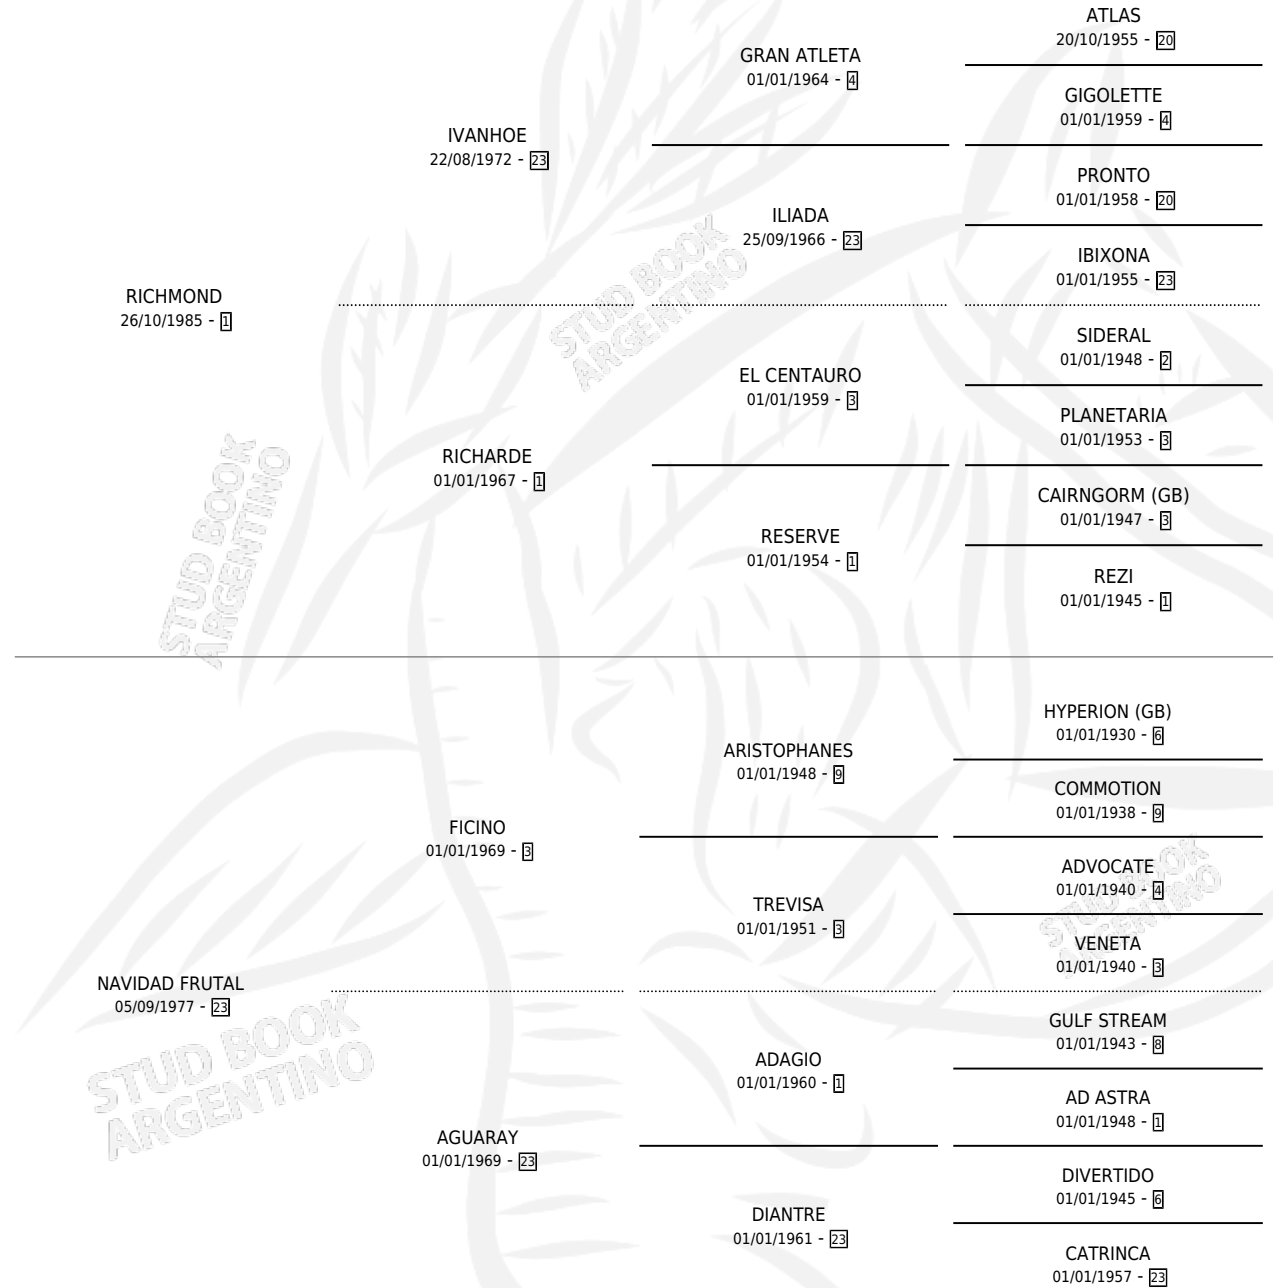 ATLAS
20/10/1955 - 20
GRAN ATLETA
01/01/1964 - 4
GIGOLETTE
01/01/1959 - 4
IVANHOE
22/08/1972 - 23
PRONTO
01/01/1958 - 20
ILIADA
25/09/1966 - 23
IBIXONA
01/01/1955 - 23
RICHMOND
26/10/1985 - 1
SIDERAL
01/01/1948 - 2
EL CENTAURO
01/01/1959 - 3
PLANETARIA
01/01/1953 - 3
RICHARDE
01/01/1967 - 1
CAIRNGORM (GB)
01/01/1947 - 3
RESERVE
01/01/1954 - 1
REZI
01/01/1945 - 1
STUD BOOK
ARGENTINO
STUD BOOK
ARGENTINO
HYPERION (GB)
01/01/1930 - 6
ARISTOPHANES
01/01/1948 - 9
COMMOTION
01/01/1938 - 9
FICINO
01/01/1969 - 3
ADVOCATE
01/01/1940 - 4
TREVISA
01/01/1951 - 3
VENETA
01/01/1940 - 3
NAVIDAD FRUTAL
05/09/1977 - 23
GULF STREAM
01/01/1943 - 8
ADAGIO
01/01/1960 - 1
AD ASTRA
01/01/1948 - 1
AGUARAY
01/01/1969 - 23
DIVERTIDO
01/01/1945 - 6
DIANTRE
01/01/1961 - 23
CATRINCA
01/01/1957 - 23
STUD BOOK
ARGENTINO
STUD BOOK
ARGENTINO